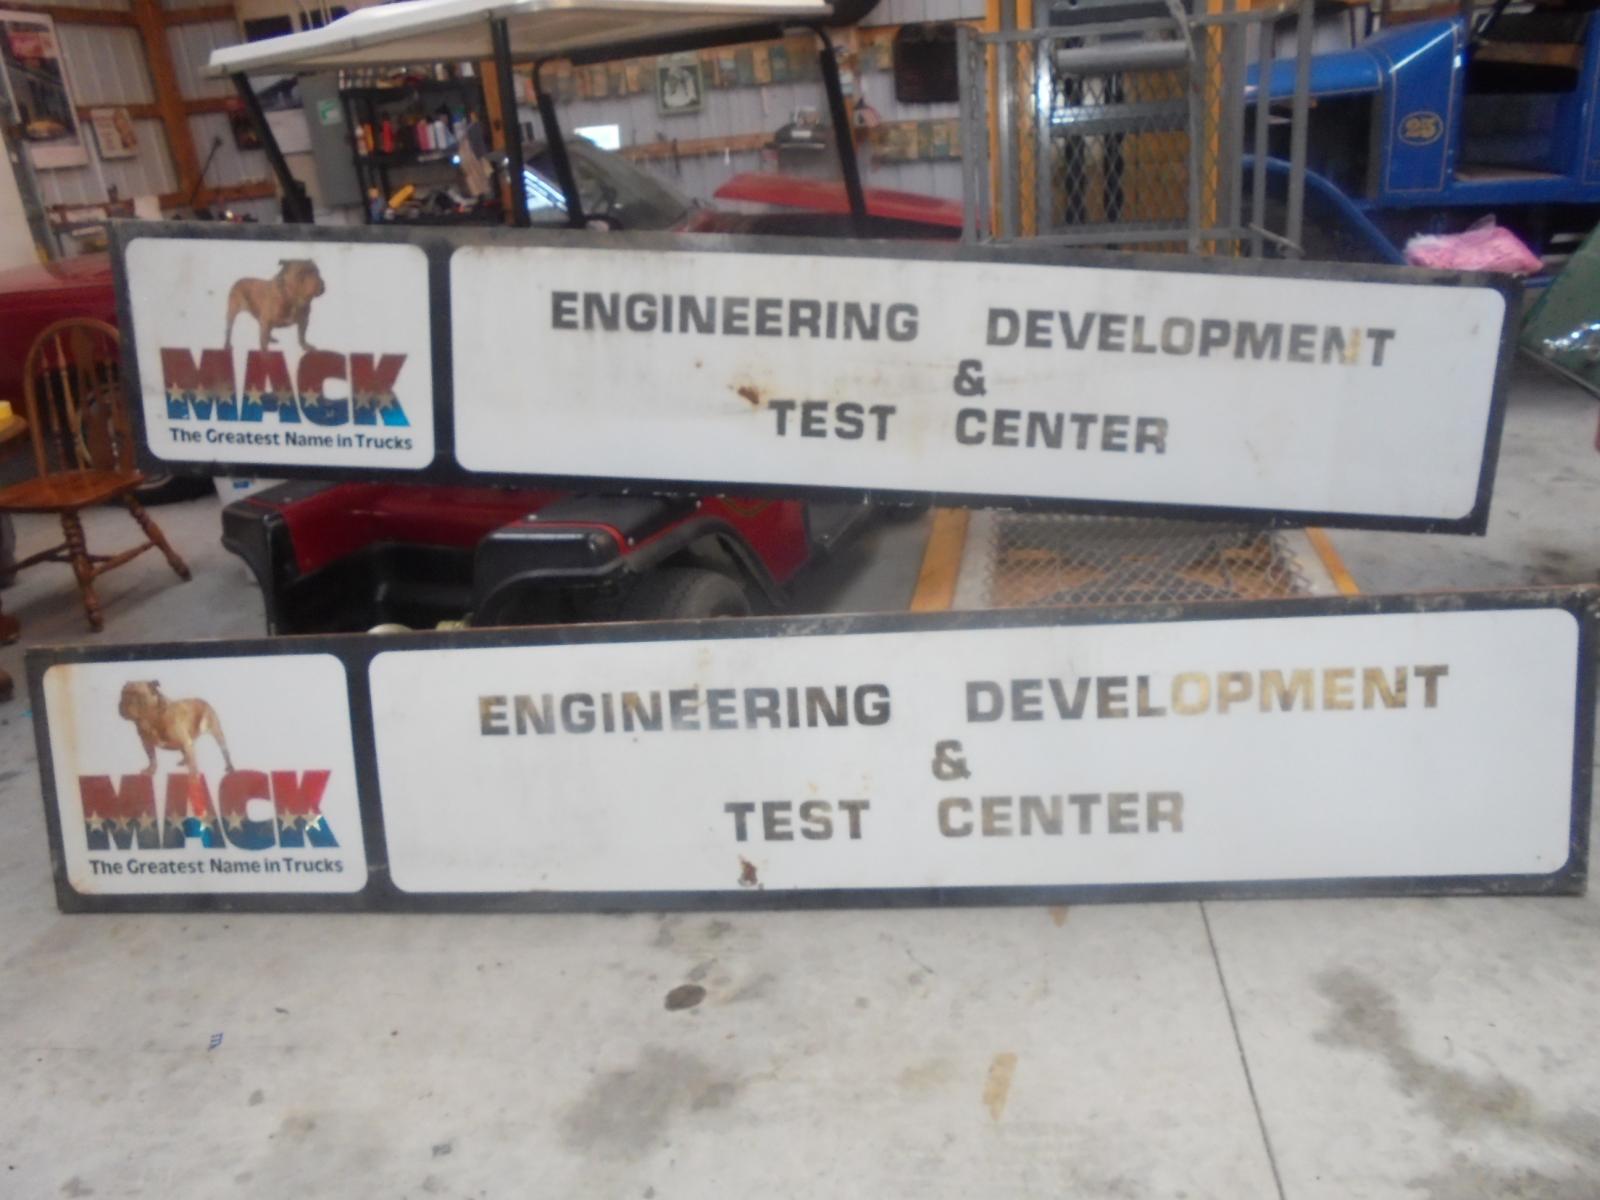 25
MACK
The Greatest Name in Trucks
ENGINEERING DEVELOPMENT
&
TEST CENTER
MACK
The Greatest Name in Trucks
ENGINEERING DEVELOPMENT
&
TEST CENTER